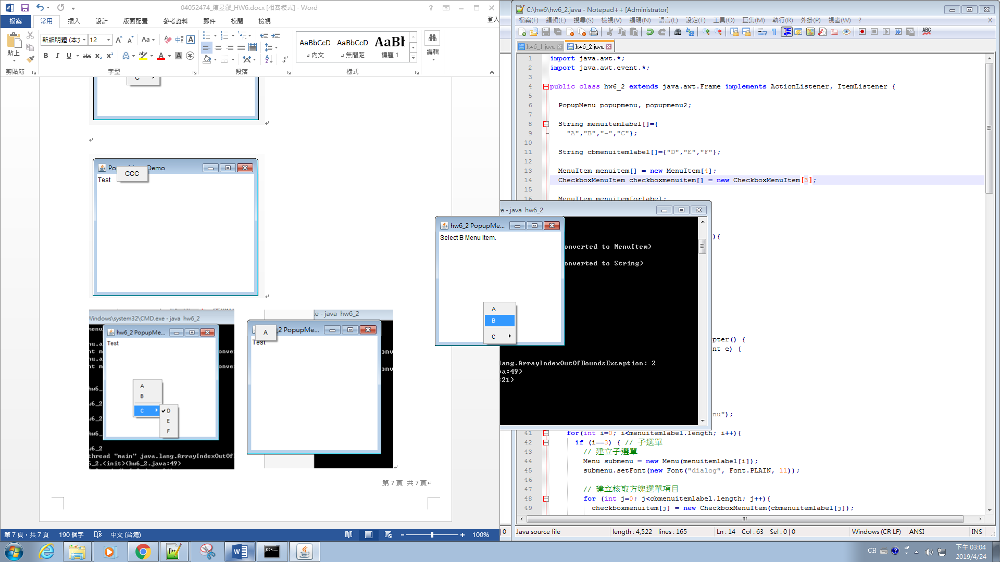 04052474_陳昱叡_HW6.docx [相容模式] - Word
檔案 常用 插入 設計 版面配置 參考資料 郵件 校閱 檢視 登入
貼上
新細明體 (本文 12
AaBbCcD AaBbCcD AaBb
內文 無間距 標題 1
編輯
剪貼簿 字型 段落 樣式
C
PopupMenu Demo
CCC
Test
Windows\system32\CMD.exe - java hw6_2
hw6_2 PopupMe...
Test
A
B
C
D
E
F
w6_2
thread "main" java.lang.ArrayIndexOutOf
6_2.<init>(hw6_2.java:49)
ce - java hw6_2
_2 PopupMe...
A
Test
第 7 頁 共 7 頁
第 7 頁，共 7 頁 190 個字 中文 (台灣) 100%
C:\hw6\hw6_2.java - Notepad++ [Administrator]
檔案(F) 編輯(E) 搜尋(S) 檢視(V) 編碼(N) 語言(L) 設定(T) 工具(O) 巨集(M) 執行(R) 外掛(P) 視窗(W) ? X
hw6_1.java hw6_2.java
1 import java.awt.*;
2 import java.awt.event.*;
3
4 public class hw6_2 extends java.awt.Frame implements ActionListener, ItemListener {
5
6 PopupMenu popupmenu, popupmenu2;
7
8 String menuitemlabel[]={
9 "A","B","-","C"};
10
11 String cbmenuitemlabel[]={"D","E","F"};
12
13 MenuItem menuitem[] = new MenuItem[4];
14 CheckboxMenuItem checkboxmenuitem[] = new CheckboxMenuItem[3];
15
16 MenuItem menuitemforlabel;
ce - java hw6_2
hw6_2 PopupMe...
Select B Menu Item.
A
B
C
onverted to MenuItem)
onverted to String)
lang.ArrayIndexOutOfBoundsException: 2
va:49)
:21)
){
pter() {
nt e) {
nu");
41 for(int i=0; i<menuitemlabel.length; i++){
42 if (i==3) { // 子選單
43 // 建立子選單
44 Menu submenu = new Menu(menuitemlabel[i]);
45 submenu.setFont(new Font("dialog", Font.PLAIN, 11));
46
47 // 建立核取方塊選單項目
48 for (int j=0; j<cbmenuitemlabel.length; j++){
49 checkboxmenuitem[j] = new CheckboxMenuItem(cbmenuitemlabel[j]);
| 0 Java source file length : 4,522 lines : 165 Ln : 14 Col : 63 Sel : 0 | 0 Windows (CR LF) ANSI INS
CH 下午 03:04
2019/4/24